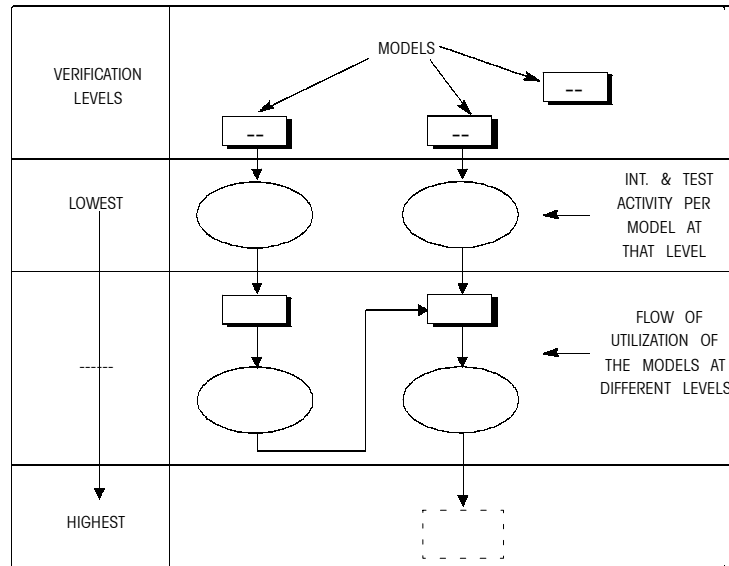 MODELS
VERIFICATION
LEVELS
--
--
--
LOWEST
INT. & TEST
ACTIVITY PER
MODEL AT
THAT LEVEL
FLOW OF
UTILIZATION OF
THE MODELS AT
DIFFERENT LEVELS
------
HIGHEST